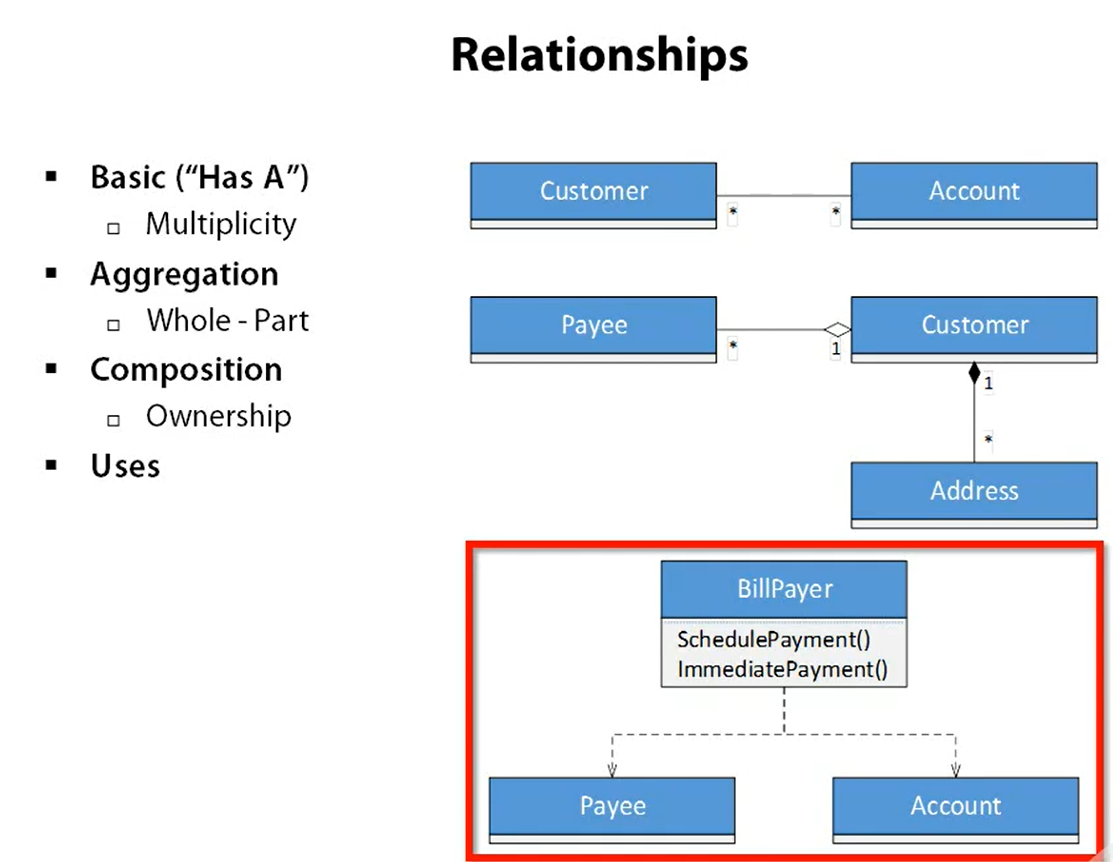 Relationships
▪ Basic (“Has A”)
▫ Multiplicity
▪ Aggregation
▫ Whole - Part
▪ Composition
▫ Ownership
▪ Uses
Customer
Account
*
*
Payee
Customer
*
1
1
*
Address
BillPayer
SchedulePayment()
ImmediatePayment()
Payee
Account